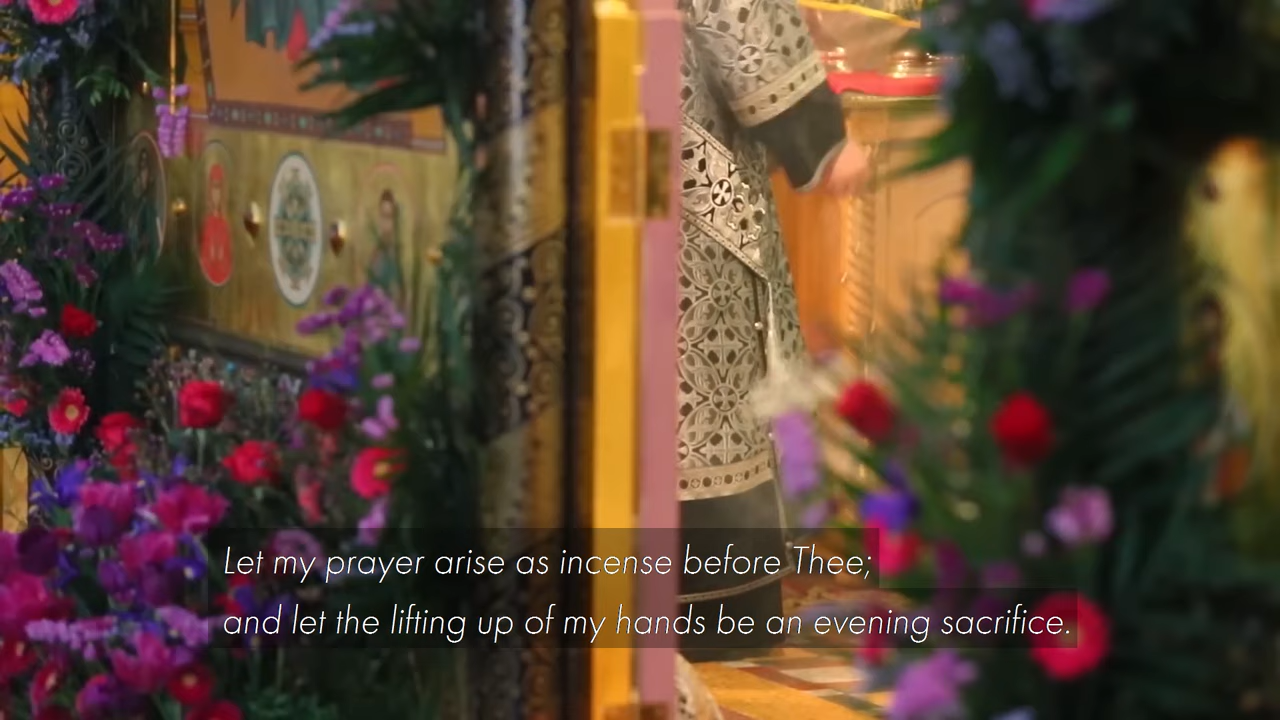 Let my prayer arise as incense before Thee;
and let the lifting up of my hands be an evening sacrifice.